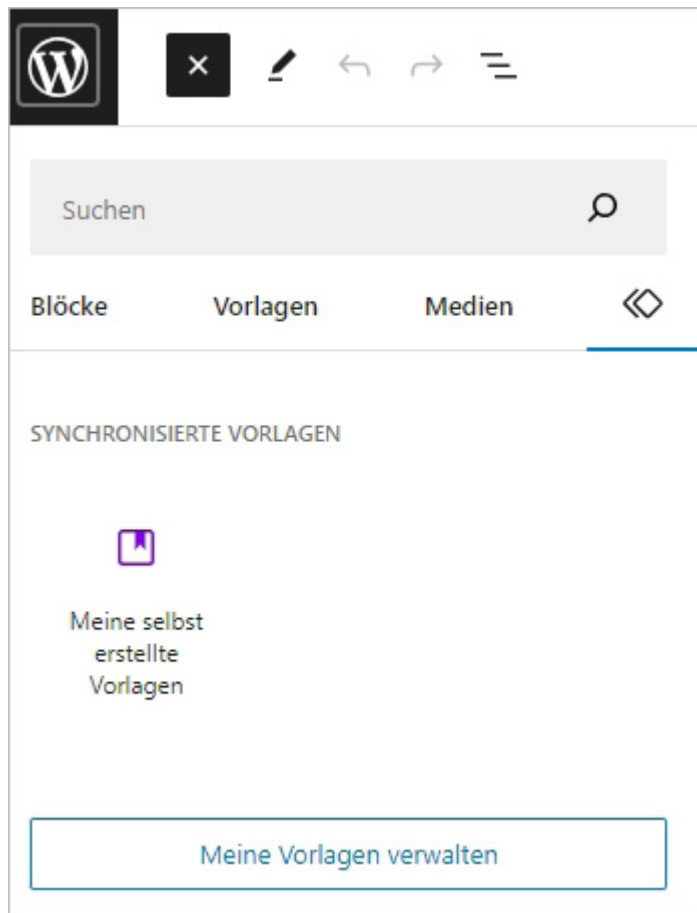 Suchen
Blöcke Vorlagen Medien
SYNCHRONISIERTE VORLAGEN
Meine selbst
erstellte
Vorlagen
Meine Vorlagen verwalten